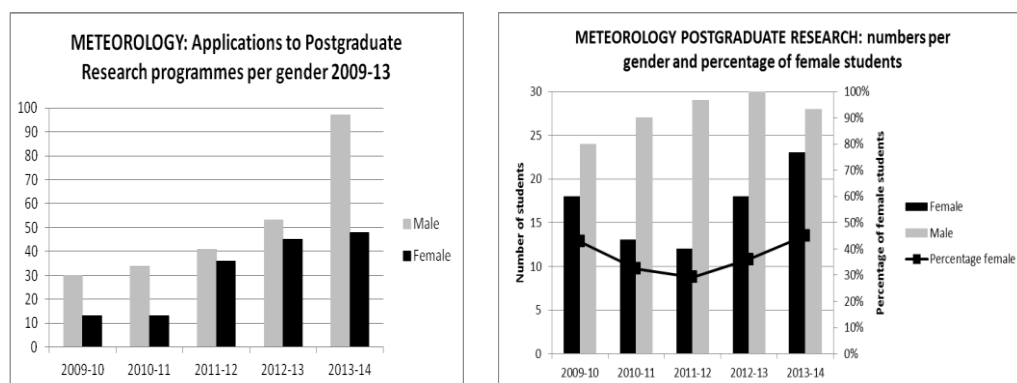 METEOROLOGY: Applications to Postgraduate
Research programmes per gender 2009-13
100
90
80
70
60
50
40
30
20
10
0
2009-10 2010-11 2011-12 2012-13 2013-14
Male
Female
METEOROLOGY POSTGRADUATE RESEARCH: numbers per
gender and percentage of female students
Number of students
30
25
20
15
10
5
0
100%
90%
80%
70%
60%
50%
40%
30%
20%
10%
0%
Percentage of female students
2009-10 2010-11 2011-12 2012-13 2013-14
Female
Male
Percentage female